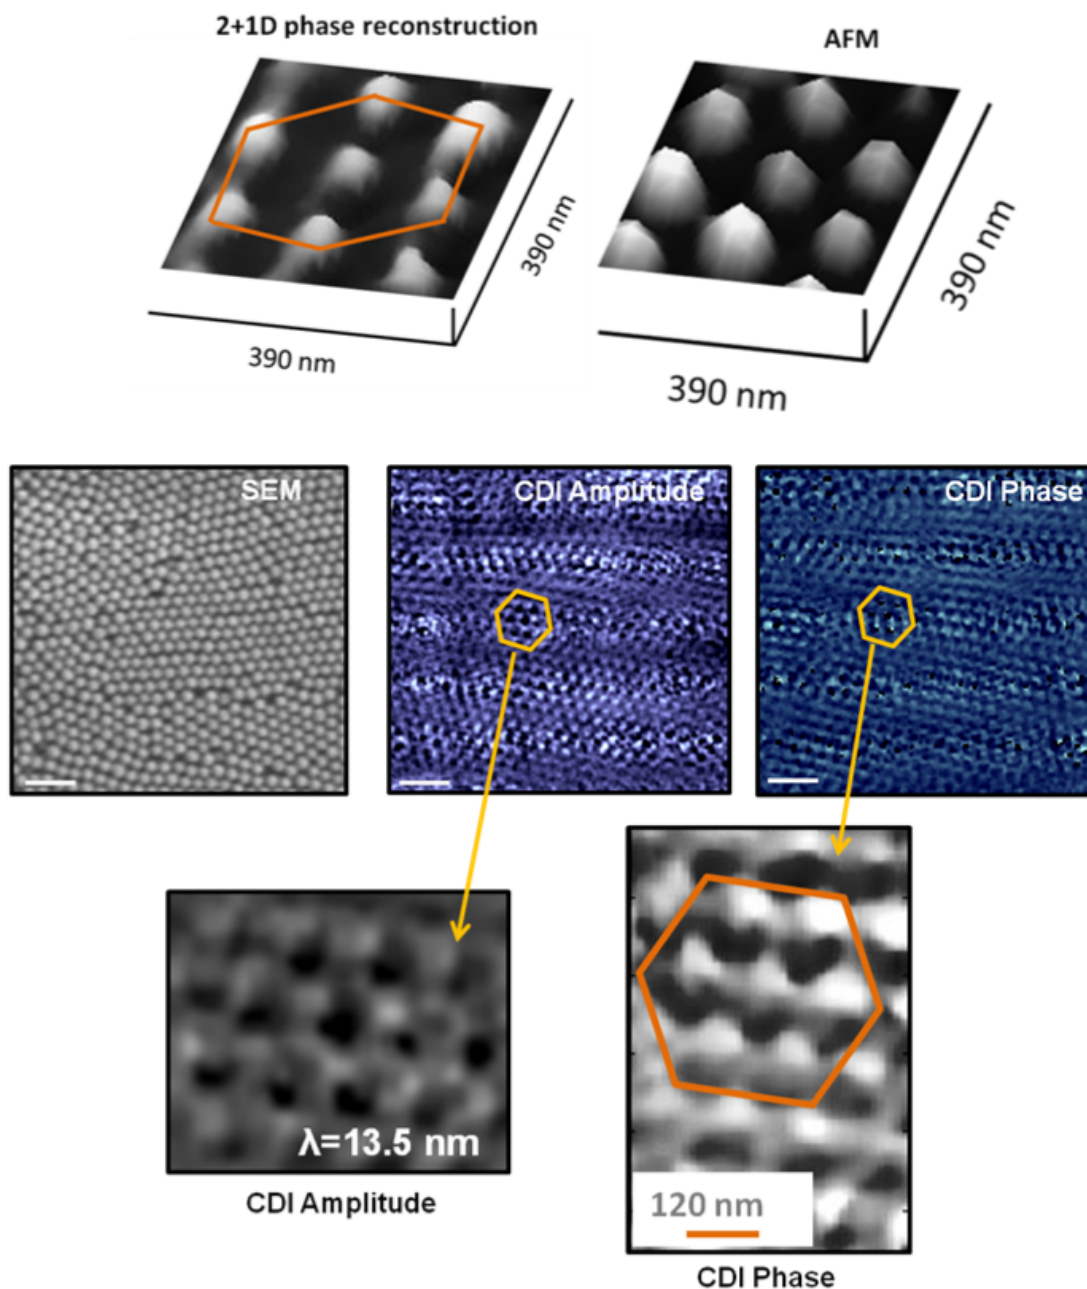 2+1D phase reconstruction
AFM
390 nm
390 nm
390 nm
390 nm
SEM
CDI Amplitude
CDI Phase
λ=13.5 nm
CDI Amplitude
120 nm
CDI Phase